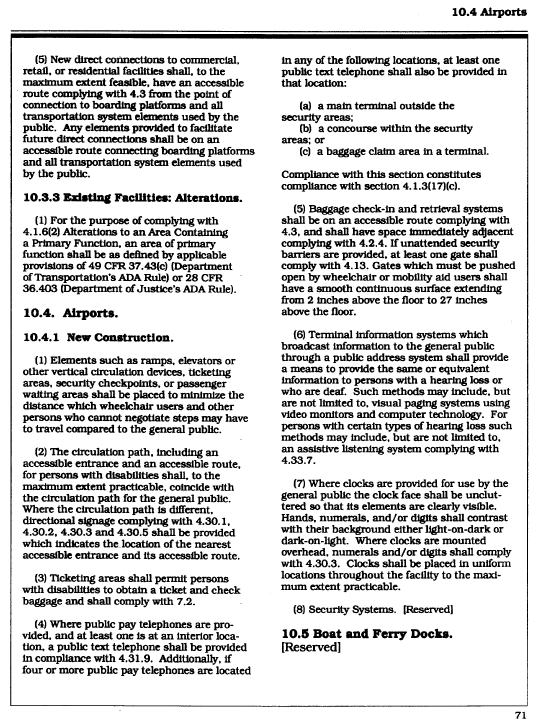 10.4 Airports
(5) New direct connections to commercial,
retail, or residential facilities shall, to the
maximum extent feasible, have an accessible
route complying with 4.3 from the point of
connection to boarding platforms and all
transportation system elements used by the
public. Any elements provided to facilitate
future direct connections shall be on an
accessible route connecting boarding platforms
and all transportation system elements used
by the public.
10.3.3 Existing Facilities: Alterations.
(1) For the purpose of complying with
4.1.6(2) Alterations to an Area Containing
a Primary Function, an area of primary
function shall be as defined by applicable
provisions of 49 CFR 37.43(c) (Department
of Transportation's ADA Rule) or 28 CFR
36.403 (Department of Justice's ADA Rule).
10.4. Airports.
10.4.1 New Construction.
(1) Elements such as ramps, elevators or
other vertical circulation devices, ticketing
areas, security checkpoints, or passenger
waiting areas shall be placed to minimize the
distance which wheelchair users and other
persons who cannot negotiate steps may have
to travel compared to the general public.
(2) The circulation path, including an
accessible entrance and an accessible route,
for persons with disabilities shall, to the
maximum extent practicable, coincide with
the circulation path for the general public.
Where the circulation path is different,
directional signage complying with 4.30.1,
4.30.2, 4.30.3 and 4.30.5 shall be provided
which indicates the location of the nearest
accessible entrance and its accessible route.
(3) Ticketing areas shall permit persons
with disabilities to obtain a ticket and check
baggage and shall comply with 7.2.
(4) Where public pay telephones are pro-
vided, and at least one is at an interior loca-
tion, a public text telephone shall be provided
in compliance with 4.31.9. Additionally, if
four or more public pay telephones are located
in any of the following locations, at least one
public text telephone shall also be provided in
that location:
(a) a main terminal outside the
security areas;
(b) a concourse within the security
areas; or
(c) a baggage claim area in a terminal.
Compliance with this section constitutes
compliance with section 4.1.3(17)(c).
(5) Baggage check-in and retrieval systems
shall be on an accessible route complying with
4.3, and shall have space immediately adjacent
complying with 4.2.4. If unattended security
barriers are provided, at least one gate shall
comply with 4.13. Gates which must be pushed
open by wheelchair or mobility aid users shall
have a smooth continuous surface extending
from 2 inches above the floor to 27 inches
above the floor.
(6) Terminal information systems which
broadcast information to the general public
through a public address system shall provide
a means to provide the same or equivalent
information to persons with a hearing loss or
who are deaf. Such methods may include, but
are not limited to, visual paging systems using
video monitors and computer technology. For
persons with certain types of hearing loss such
methods may include, but are not limited to,
an assistive listening system complying with
4.33.7.
(7) Where clocks are provided for use by the
general public the clock face shall be unclut-
tered so that its elements are clearly visible.
Hands, numerals, and/or digits shall contrast
with their background either light-on-dark or
dark-on-light. Where clocks are mounted
overhead, numerals and/or digits shall comply
with 4.30.3. Clocks shall be placed in uniform
locations throughout the facility to the maxi-
mum extent practicable.
(8) Security Systems. [Reserved]
10.5 Boat and Ferry Docks.
[Reserved]
71